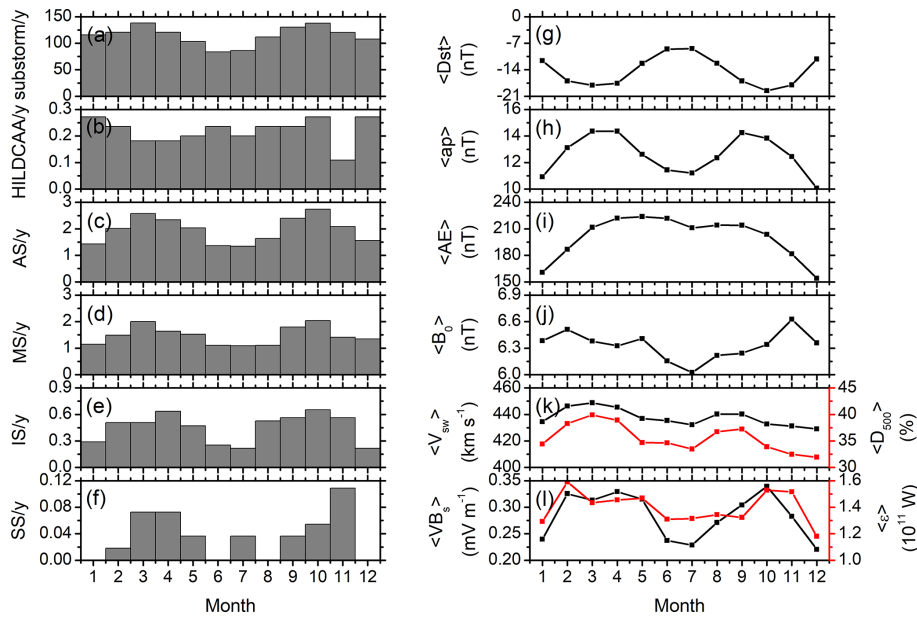 (a)
substorm/y
150
100
50
0
(b)
HILDCAA/y
0.3
0.2
0.1
0.0
(c)
AS/y
3
2
1
0
(d)
MS/y
3
2
1
0
(e)
IS/y
0.9
0.6
0.3
0.0
(f)
SS/y
0.12
0.08
0.04
0.00
1 2 3 4 5 6 7 8 9 10 11 12
Month
(g)
<Dst>
(nT)
0
-7
-14
-21
(h)
<ap>
(nT)
16
14
12
10
(i)
<AE>
(nT)
240
210
180
150
(j)
<B₀>
(nT)
6.9
6.6
6.3
6.0
(k)
<V_sw>
(km s⁻¹)
460
440
420
400
45
40
35
30
<D₅₀₀>
(%)
(l)
<VB_s>
(mV m⁻¹)
0.35
0.30
0.25
0.20
1.6
1.4
1.2
1.0
<ε>
(10¹¹ W)
1 2 3 4 5 6 7 8 9 10 11 12
Month